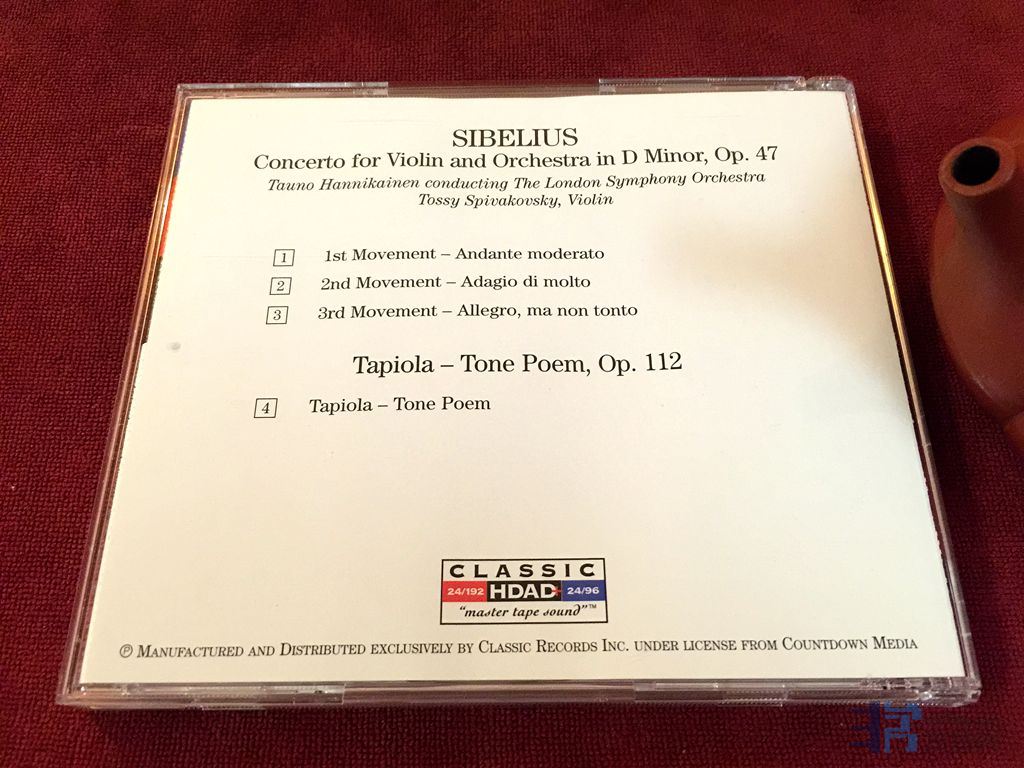 SIBELIUS
Concerto for Violin and Orchestra in D Minor, Op. 47
Tauno Hannikainen conducting The London Symphony Orchestra
Tossy Spivakovsky, Violin
1 1st Movement – Andante moderato
2 2nd Movement – Adagio di molto
3 3rd Movement – Allegro, ma non tonto
Tapiola – Tone Poem, Op. 112
4 Tapiola – Tone Poem
CLASSIC
24/192 HDAD+ 24/96
"master tape sound"™
℗ MANUFACTURED AND DISTRIBUTED EXCLUSIVELY BY CLASSIC RECORDS INC. UNDER LICENSE FROM COUNTDOWN MEDIA